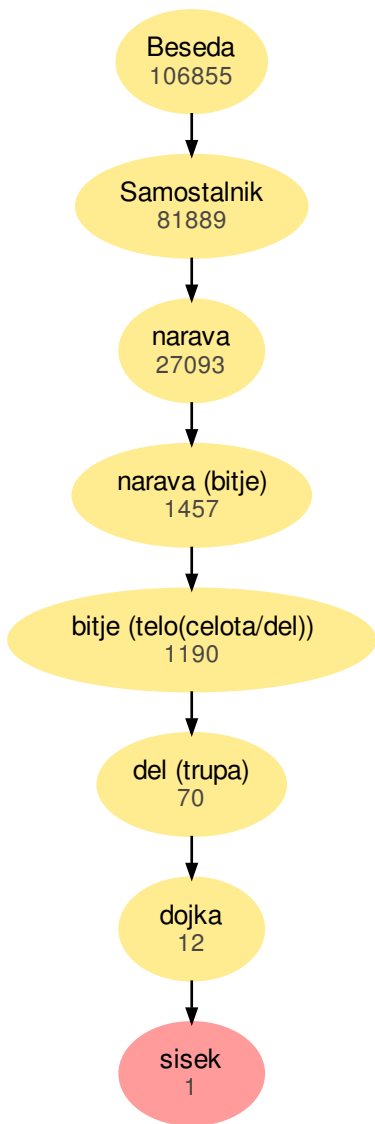 Beseda
106855
Samostalnik
81889
narava
27093
narava (bitje)
1457
bitje (telo(celota/del))
1190
del (trupa)
70
dojka
12
sisek
1